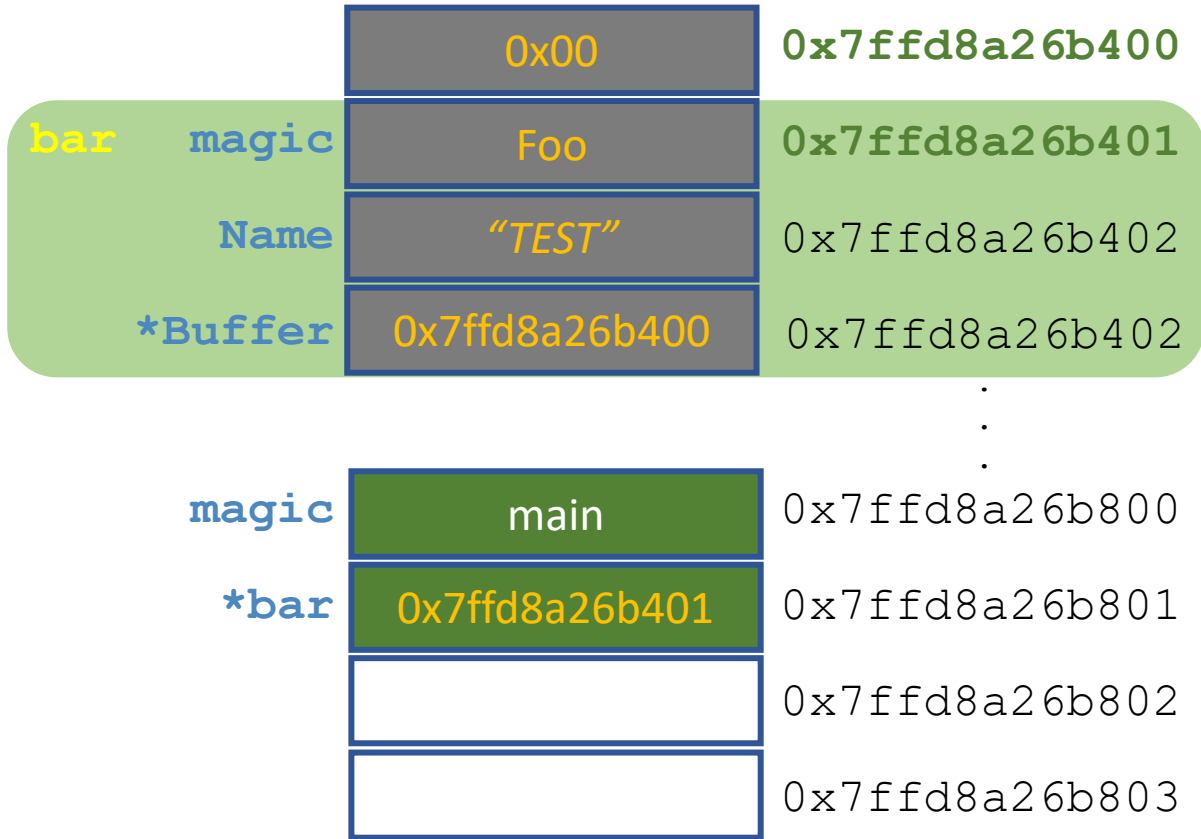 0x00 0x7ffd8a26b400
bar magic Foo 0x7ffd8a26b401
Name “TEST” 0x7ffd8a26b402
*Buffer 0x7ffd8a26b400 0x7ffd8a26b402
.
.
.
magic main 0x7ffd8a26b800
*bar 0x7ffd8a26b401 0x7ffd8a26b801
0x7ffd8a26b802
0x7ffd8a26b803